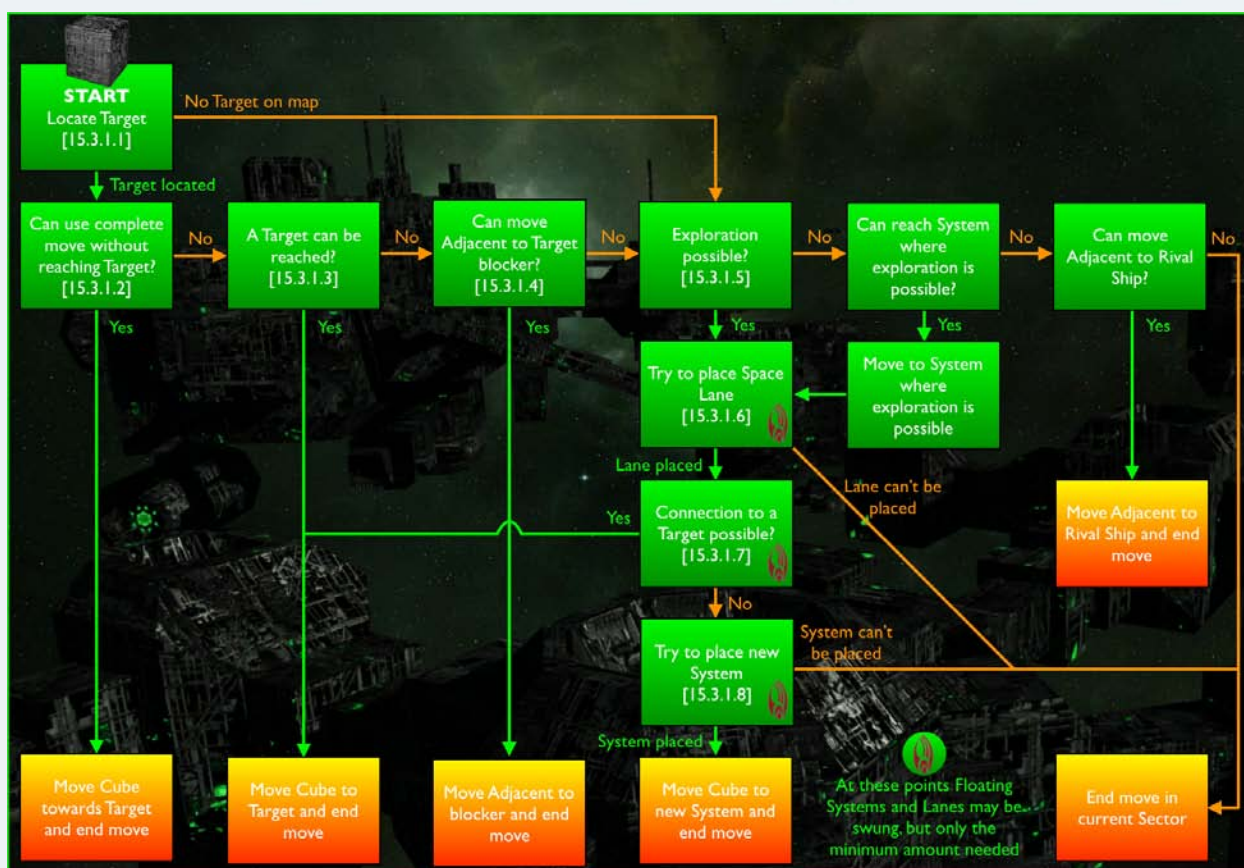 START
Locate Target
[15.3.1.1]
No Target on map
Target located
Can use complete
move without
reaching Target?
[15.3.1.2]
No
A Target can be
reached?
[15.3.1.3]
No
Can move
Adjacent to Target
blocker?
[15.3.1.4]
No
Exploration
possible?
[15.3.1.5]
No
Can reach System
where
exploration is
possible?
No
Can move
Adjacent to Rival
Ship?
No
Yes
Yes
Yes
Yes
Yes
Yes
Try to place Space
Lane
[15.3.1.6]
Move to System
where
exploration is
possible
Lane placed
Lane can't be
placed
Yes
Connection to a
Target possible?
[15.3.1.7]
Move Adjacent to
Rival Ship and end
move
No
Try to place new
System
[15.3.1.8]
System can't
be placed
System placed
Move Cube
towards Target
and end move
Move Cube to
Target and end
move
Move Adjacent to
blocker and end
move
Move Cube to
new System and
end move
At these points Floating
Systems and Lanes may be
swung, but only the
minimum amount needed
End move in
current Sector